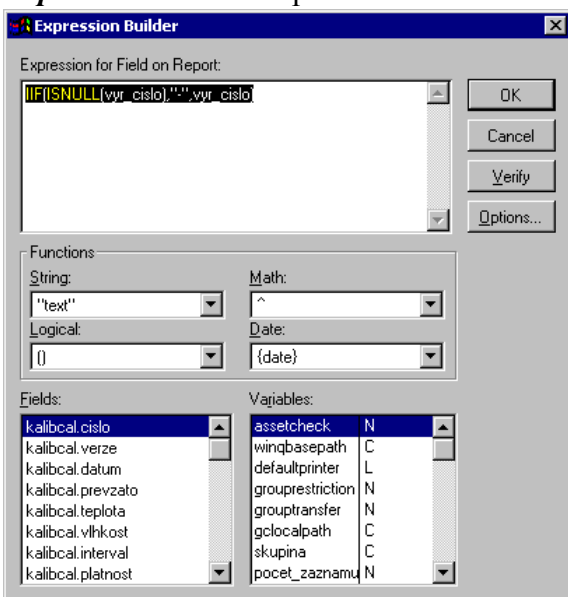 Expression Builder
Expression for Field on Report:
IIF(ISNULL(vyr_cislo),"-",vyr_cislo)
OK
Cancel
Verify
Options...
Functions
String: Math:
"text" ^
Logical: Date:
() {date}
Fields: Variables:
kalibcal.cislo assetcheck N
kalibcal.verze winqbasepath C
kalibcal.datum defaultprinter L
kalibcal.prevzato grouprestriction N
kalibcal.teplota grouptransfer N
kalibcal.vlhkost gclocalpath C
kalibcal.interval skupina C
kalibcal.platnost pocet_zaznamu N